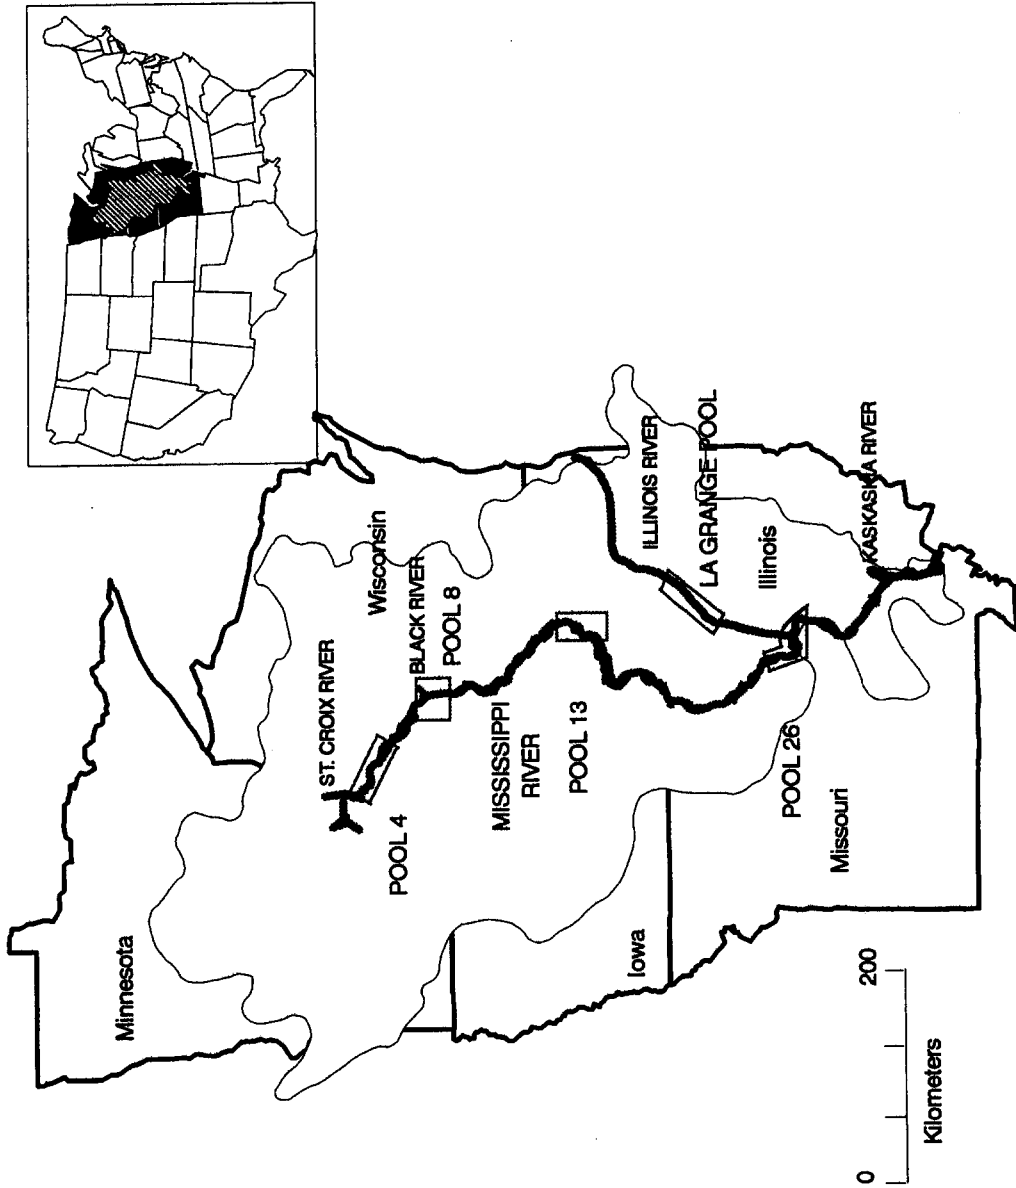 Minnesota
ST. CROIX RIVER
Wisconsin
BLACK RIVER
POOL 8
POOL 4
MISSISSIPPI
RIVER
POOL 13
ILLINOIS RIVER
LA GRANGE POOL
Iowa
Illinois
POOL 26
Missouri
KASKASKIA RIVER
0
200
Kilometers